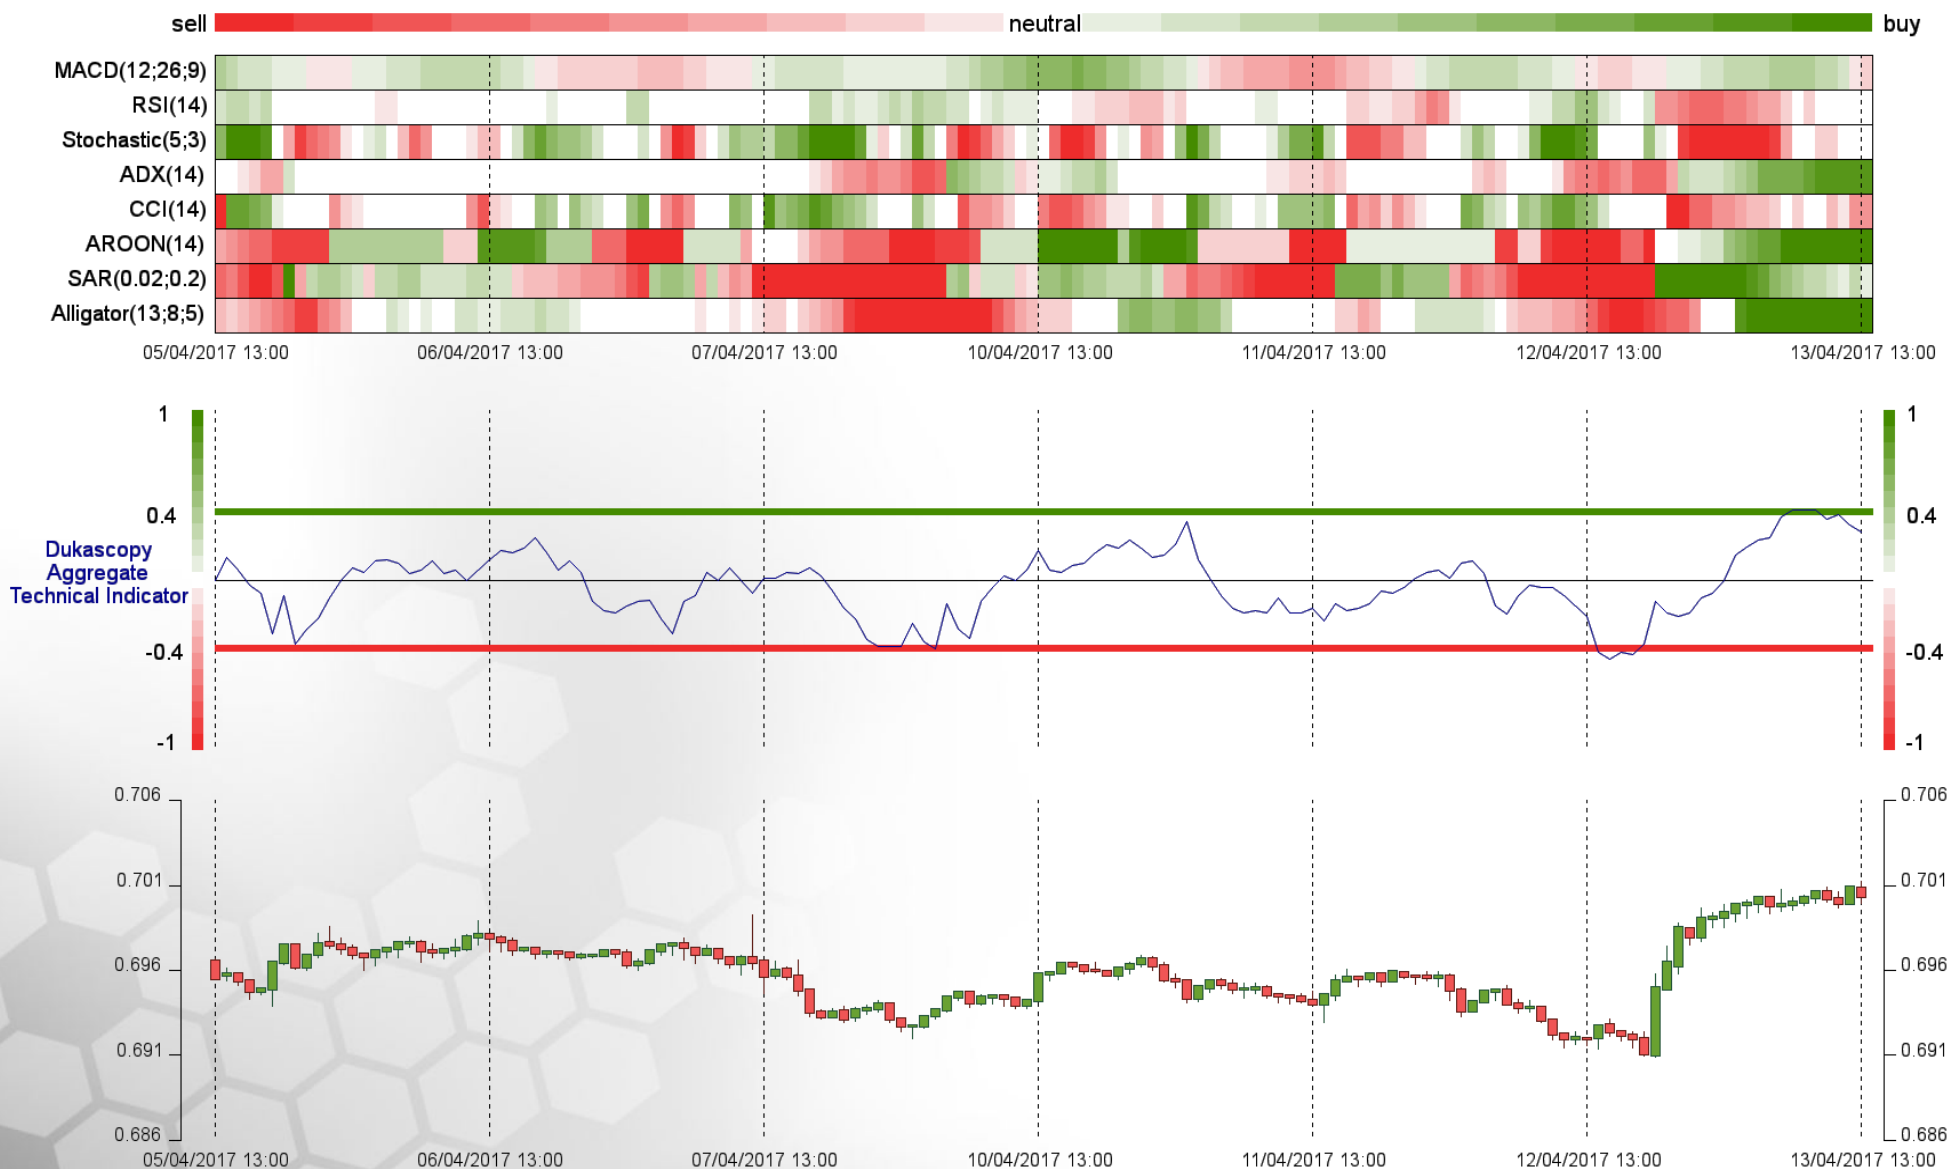 sell neutral buy
MACD(12;26;9)
RSI(14)
Stochastic(5;3)
ADX(14)
CCI(14)
AROON(14)
SAR(0.02;0.2)
Alligator(13;8;5)
05/04/2017 13:00 06/04/2017 13:00 07/04/2017 13:00 10/04/2017 13:00 11/04/2017 13:00 12/04/2017 13:00 13/04/2017 13:00
1 1
0.4 0.4
Dukascopy
Aggregate
Technical Indicator
-0.4 -0.4
-1 -1
0.706 0.706
0.701 0.701
0.696 0.696
0.691 0.691
0.686 0.686
05/04/2017 13:00 06/04/2017 13:00 07/04/2017 13:00 10/04/2017 13:00 11/04/2017 13:00 12/04/2017 13:00 13/04/2017 13:00